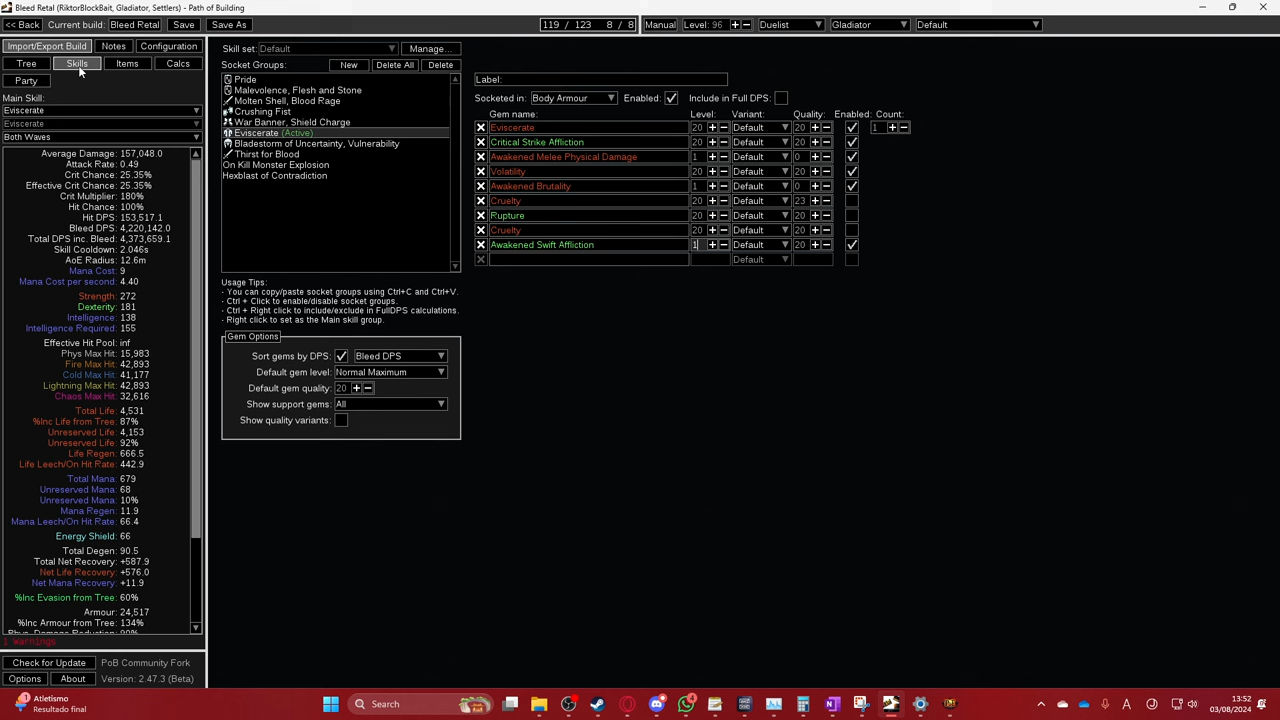 Bleed Retal (RiktorBlockBait, Gladiator, Settlers) - Path of Building
<< Back Current build: Bleed Retal Save Save As 119 / 123 8 / 8 Manual Level: 96 Duelist Gladiator Default
Import/Export Build Notes Configuration
Tree Skills Items Calcs
Party
Main Skill:
Eviscerate
Eviscerate
Both Waves
Average Damage: 157,048.0
Attack Rate: 0.49
Crit Chance: 25.35%
Effective Crit Chance: 25.35%
Crit Multiplier: 180%
Hit Chance: 100%
Hit DPS: 153,517.1
Bleed DPS: 4,220,142.0
Total DPS inc. Bleed: 4,373,659.1
Skill Cooldown: 2.046s
AoE Radius: 12.6m
Mana Cost: 9
Mana Cost per second: 4.40
Strength: 272
Dexterity: 181
Intelligence: 138
Intelligence Required: 155
Effective Hit Pool: inf
Phys Max Hit: 15,983
Fire Max Hit: 42,893
Cold Max Hit: 41,177
Lightning Max Hit: 42,893
Chaos Max Hit: 32,616
Total Life: 4,531
%Inc Life from Tree: 87%
Unreserved Life: 4,153
Unreserved Life: 92%
Life Regen: 666.5
Life Leech/On Hit Rate: 442.9
Total Mana: 679
Unreserved Mana: 68
Unreserved Mana: 10%
Mana Regen: 11.9
Mana Leech/On Hit Rate: 66.4
Energy Shield: 66
Total Degen: 90.5
Total Net Recovery: +587.9
Net Life Recovery: +576.0
Net Mana Recovery: +11.9
%Inc Evasion from Tree: 60%
Armour: 24,517
%Inc Armour from Tree: 134%
Phys. Damage Reduction: 90%
1 Warnings
Check for Update PoB Community Fork
Options About Version: 2.47.3 (Beta)
Skill set: Default Manage...
Socket Groups: New Delete All Delete
Pride
Malevolence, Flesh and Stone
Molten Shell, Blood Rage
Crushing Fist
War Banner, Shield Charge
Eviscerate (Active)
Bladestorm of Uncertainty, Vulnerability
Thirst for Blood
On Kill Monster Explosion
Hexblast of Contradiction
Usage Tips:
- You can copy/paste socket groups using Ctrl+C and Ctrl+V.
- Ctrl + Click to enable/disable socket groups.
- Ctrl + Right click to include/exclude in FullDPS calculations.
- Right click to set as the Main skill group.
Gem Options
Sort gems by DPS: Bleed DPS
Default gem level: Normal Maximum
Default gem quality: 20
Show support gems: All
Show quality variants:
Label:
Socketed in: Body Armour Enabled: Include in Full DPS:
Gem name: Level: Variant: Quality: Enabled: Count:
Eviscerate 20 Default 20 1
Critical Strike Affliction 20 Default 20
Awakened Melee Physical Damage 1 Default 0
Volatility 20 Default 20
Awakened Brutality 1 Default 0
Cruelty 20 Default 23
Rupture 20 Default 20
Cruelty 20 Default 20
Awakened Swift Affliction 1 Default 20
Default
1 Atletismo
Resultado final
Search
4
13:52
03/08/2024